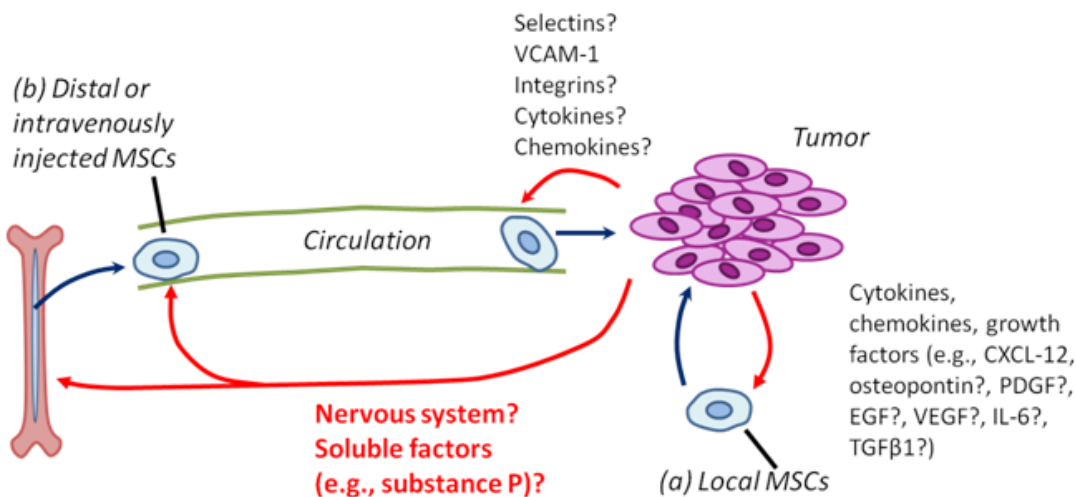 Selectins?
VCAM-1
Integrins?
Cytokines?
Chemokines?
(b) Distal or
intravenously
injected MSCs
Tumor
Circulation
Cytokines,
chemokines, growth
factors (e.g., CXCL-12,
osteopontin?, PDGF?,
EGF?, VEGF?, IL-6?,
TGFβ1?)
Nervous system?
Soluble factors
(e.g., substance P)?
(a) Local MSCs